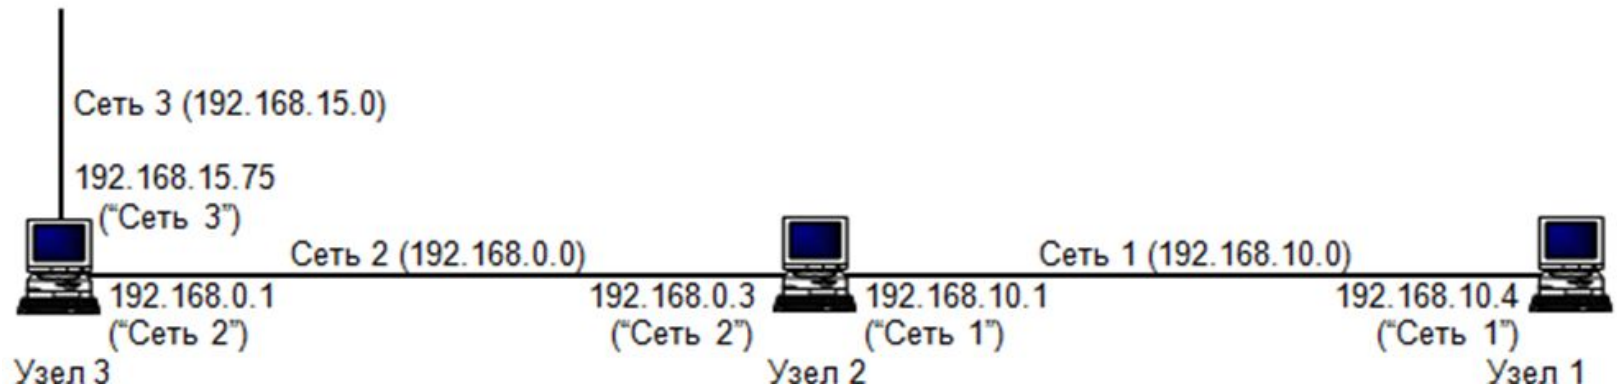 Сеть 3 (192.168.15.0)
192.168.15.75
(“Сеть 3”)
Сеть 2 (192.168.0.0)
Сеть 1 (192.168.10.0)
192.168.0.1
(“Сеть 2”)
192.168.0.3
(“Сеть 2”)
192.168.10.1
(“Сеть 1”)
192.168.10.4
(“Сеть 1”)
Узел 3
Узел 2
Узел 1